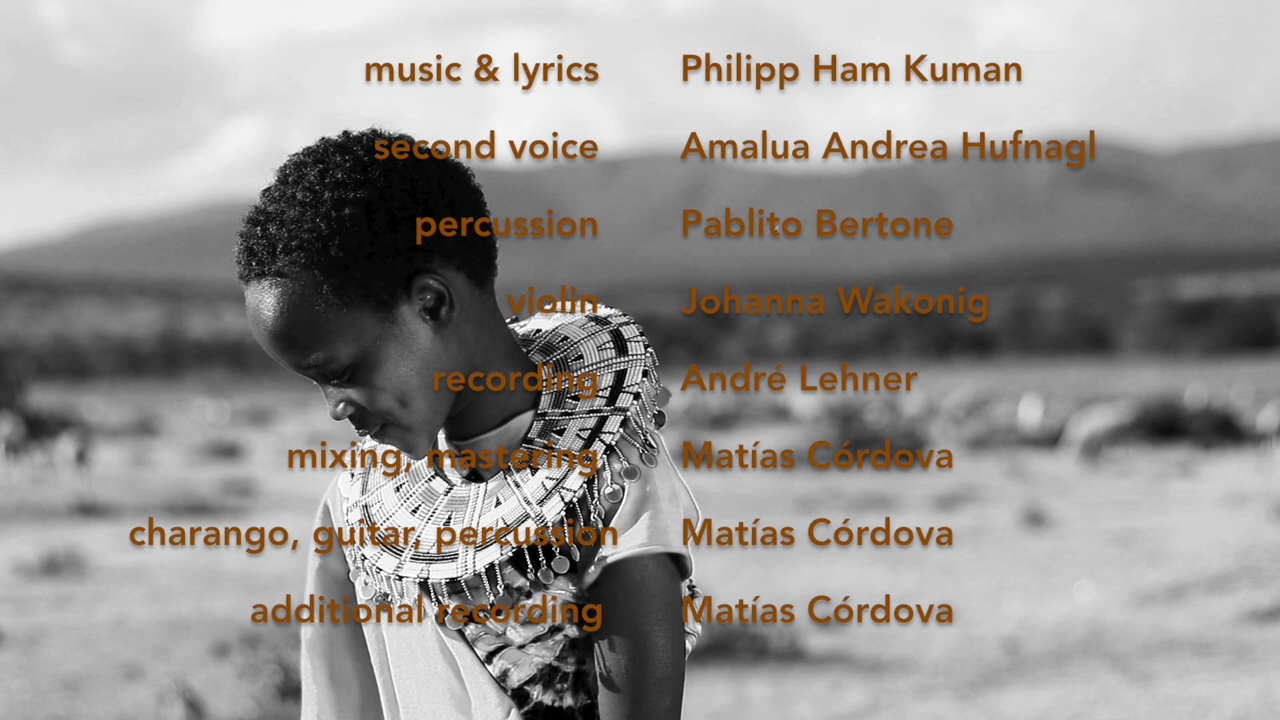 music & lyrics Philipp Ham Kuman
second voice Amalua Andrea Hufnagl
percussion Pablito Bertone
violin Johanna Wakonig
recording André Lehner
mixing, mastering Matías Córdova
charango, guitar, percussion Matías Córdova
additional recording Matías Córdova